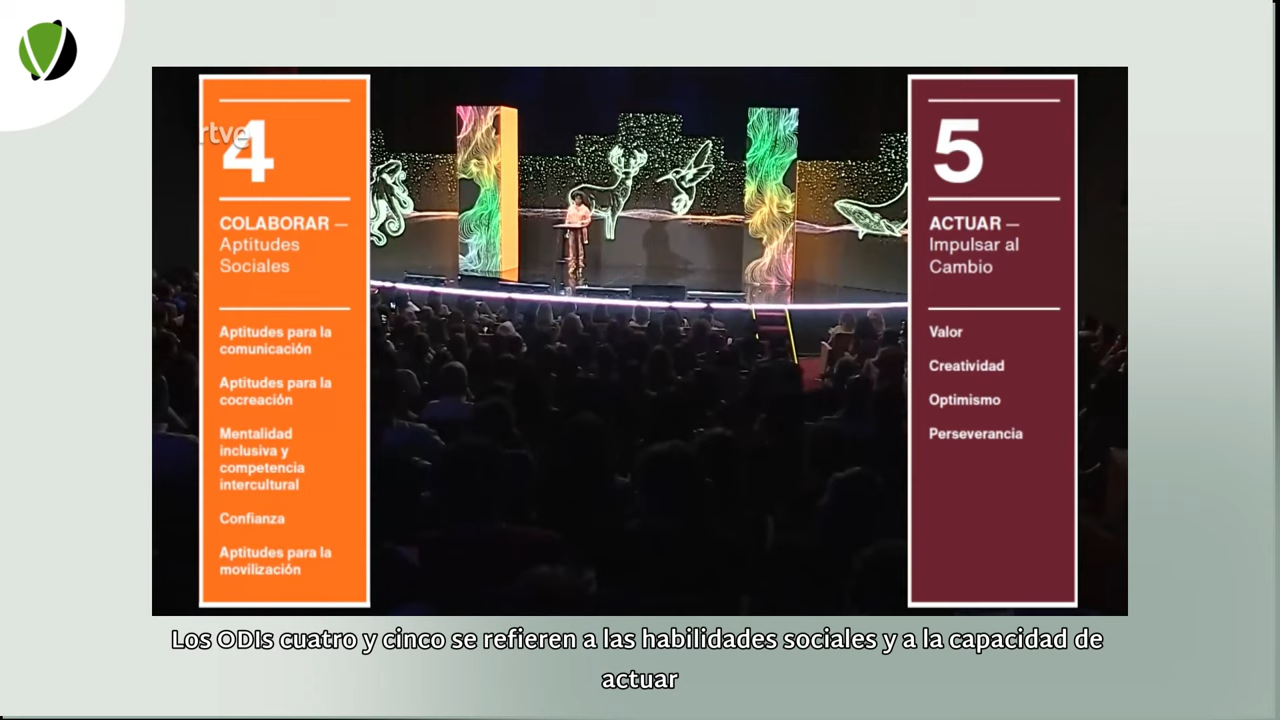 rtve
4
COLABORAR —
Aptitudes
Sociales
Aptitudes para la
comunicación
Aptitudes para la
cocreación
Mentalidad
inclusiva y
competencia
intercultural
Confianza
Aptitudes para la
movilización
5
ACTUAR —
Impulsar al
Cambio
Valor
Creatividad
Optimismo
Perseverancia
Los ODIs cuatro y cinco se refieren a las habilidades sociales y a la capacidad de
actuar